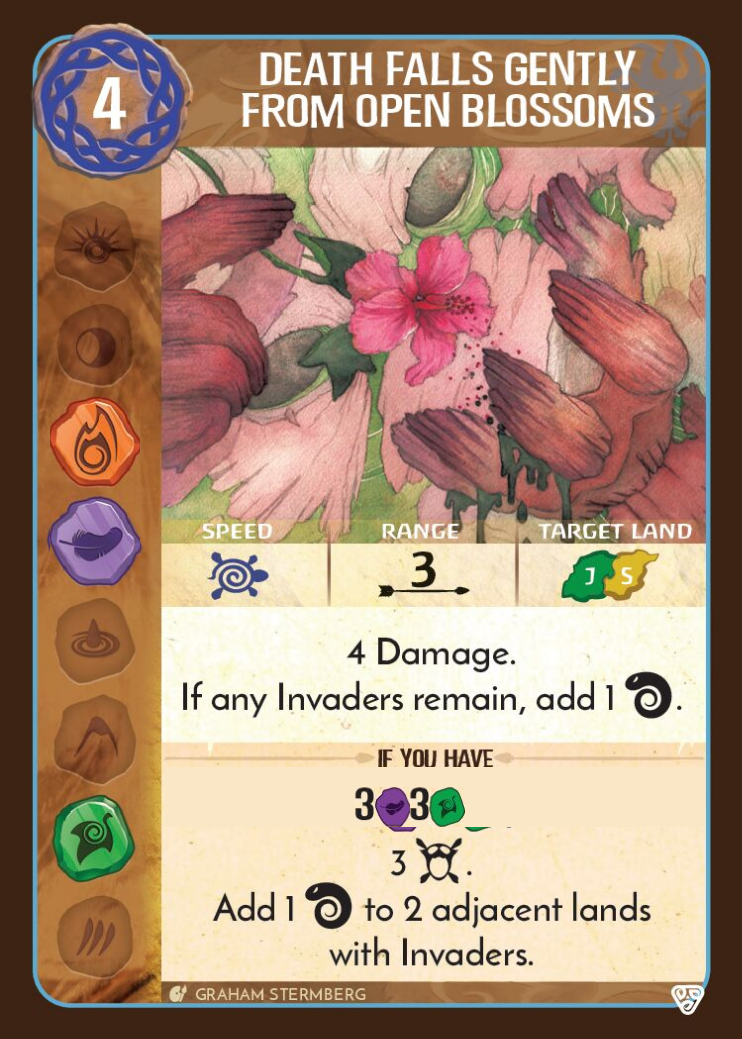 4
DEATH FALLS GENTLY
FROM OPEN BLOSSOMS
SPEED RANGE TARGET LAND
3 J S
4 Damage.
If any Invaders remain, add 1 .
IF YOU HAVE
3 3
3 .
Add 1 to 2 adjacent lands
with Invaders.
GRAHAM STERMBERG